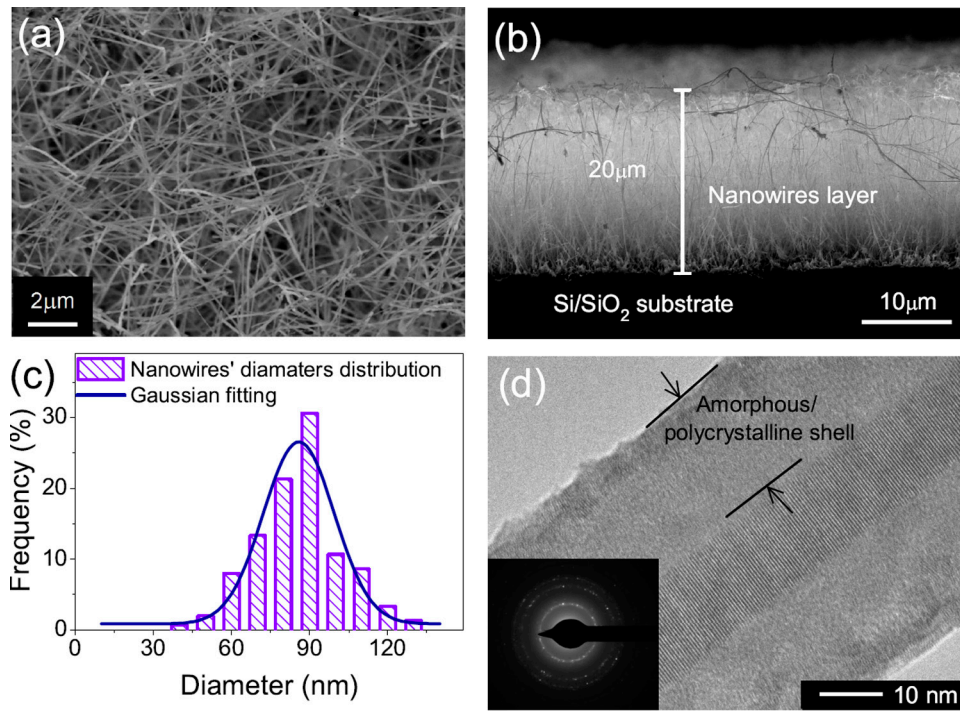 (a)
2μm
(b)
20μm
Nanowires layer
Si/SiO₂ substrate
10μm
(c)
Nanowires' diamaters distribution
Gaussian fitting
Frequency (%)
30
20
10
0
0 30 60 90 120
Diameter (nm)
(d)
Amorphous/
polycrystalline shell
10 nm